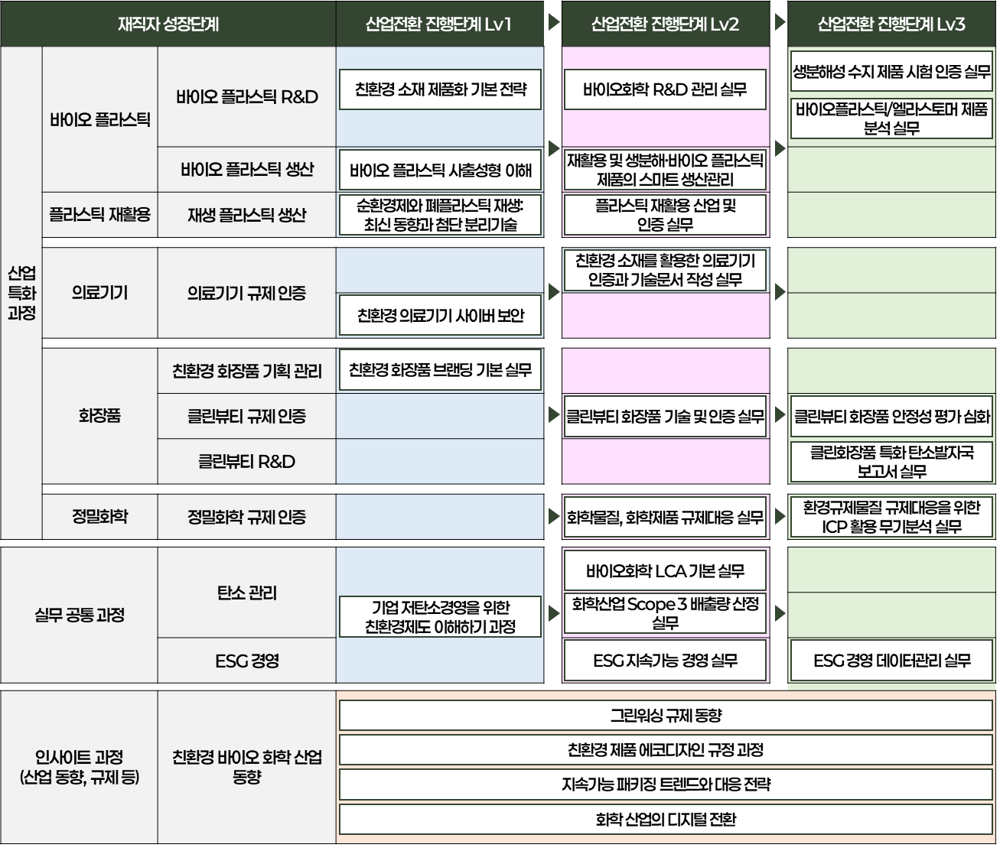 재직자 성장단계
산업전환 진행단계 Lv1
산업전환 진행단계 Lv2
산업전환 진행단계 Lv3
산업
특화
과정
바이오 플라스틱
바이오 플라스틱 R&D
친환경 소재 제품화 기본 전략
바이오화학 R&D 관리 실무
생분해성 수지 제품 시험 인증 실무
바이오플라스틱/엘라스토머 제품
분석 실무
바이오 플라스틱 생산
바이오 플라스틱 사출성형 이해
재활용 및 생분해·바이오 플라스틱
제품의 스마트 생산관리
플라스틱 재활용
재생 플라스틱 생산
순환경제와 폐플라스틱 재생:
최신 동향과 첨단 분리기술
플라스틱 재활용 산업 및
인증 실무
의료기기
의료기기 규제 인증
친환경 소재를 활용한 의료기기
인증과 기술문서 작성 실무
친환경 의료기기 사이버 보안
화장품
친환경 화장품 기획 관리
친환경 화장품 브랜딩 기본 실무
클린뷰티 규제 인증
클린뷰티 화장품 기술 및 인증 실무
클린뷰티 화장품 안정성 평가 심화
클린뷰티 R&D
클린화장품 특화 탄소발자국
보고서 실무
정밀화학
정밀화학 규제 인증
화학물질, 화학제품 규제대응 실무
환경규제물질 규제대응을 위한
ICP 활용 무기분석 실무
실무 공통 과정
탄소 관리
기업 저탄소경영을 위한
친환경제도 이해하기 과정
바이오화학 LCA 기본 실무
화학산업 Scope 3 배출량 산정
실무
ESG 경영
ESG 지속가능 경영 실무
ESG 경영 데이터관리 실무
인사이트 과정
(산업 동향, 규제 등)
친환경 바이오 화학 산업
동향
그린워싱 규제 동향
친환경 제품 에코디자인 규정 과정
지속가능 패키징 트렌드와 대응 전략
화학 산업의 디지털 전환